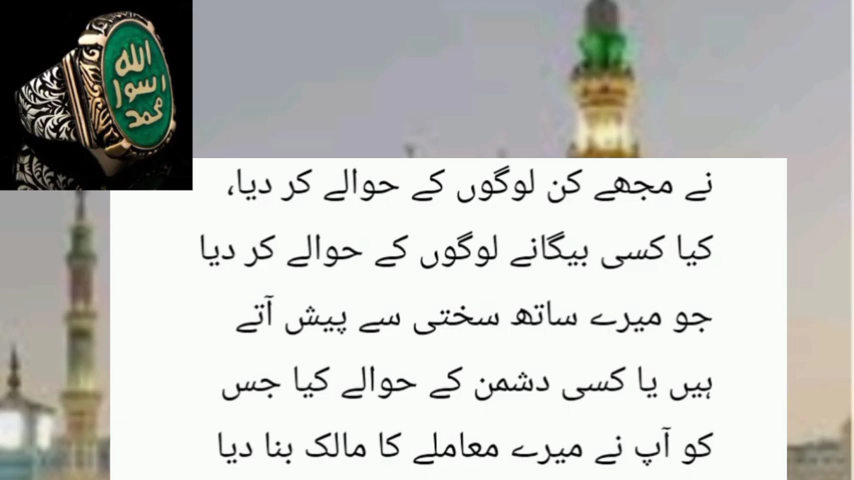 الله
رسول
محمد
نے مجھے کن لوگوں کے حوالے کر دیا،
کیا کسی بیگانے لوگوں کے حوالے کر دیا
جو میرے ساتھ سختی سے پیش آتے
ہیں یا کسی دشمن کے حوالے کیا جس
کو آپ نے میرے معاملے کا مالک بنا دیا